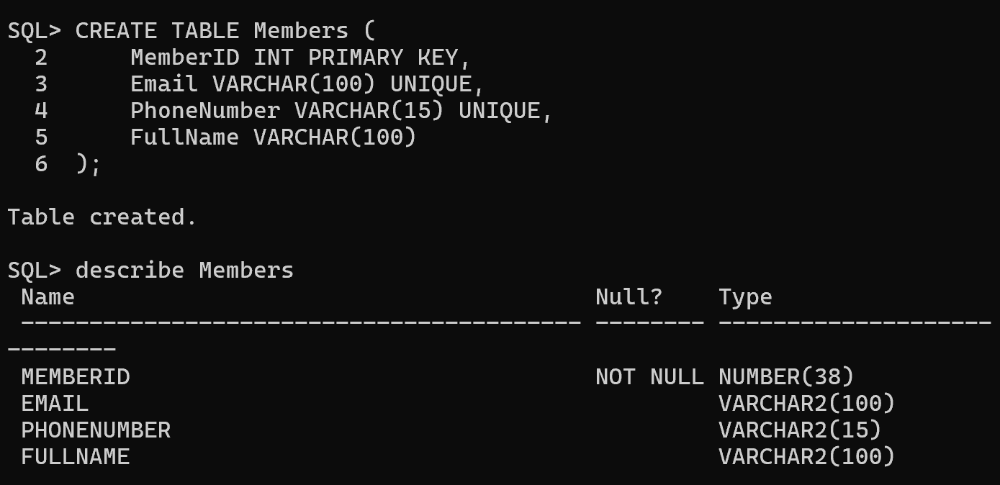 SQL> CREATE TABLE Members (
  2      MemberID INT PRIMARY KEY,
  3      Email VARCHAR(100) UNIQUE,
  4      PhoneNumber VARCHAR(15) UNIQUE,
  5      FullName VARCHAR(100)
  6  );
Table created.
SQL> describe Members
 Name                                      Null?    Type
 ----------------------------------------- -------- --------------------
--------
 MEMBERID                                  NOT NULL NUMBER(38)
 EMAIL                                              VARCHAR2(100)
 PHONENUMBER                                        VARCHAR2(15)
 FULLNAME                                           VARCHAR2(100)